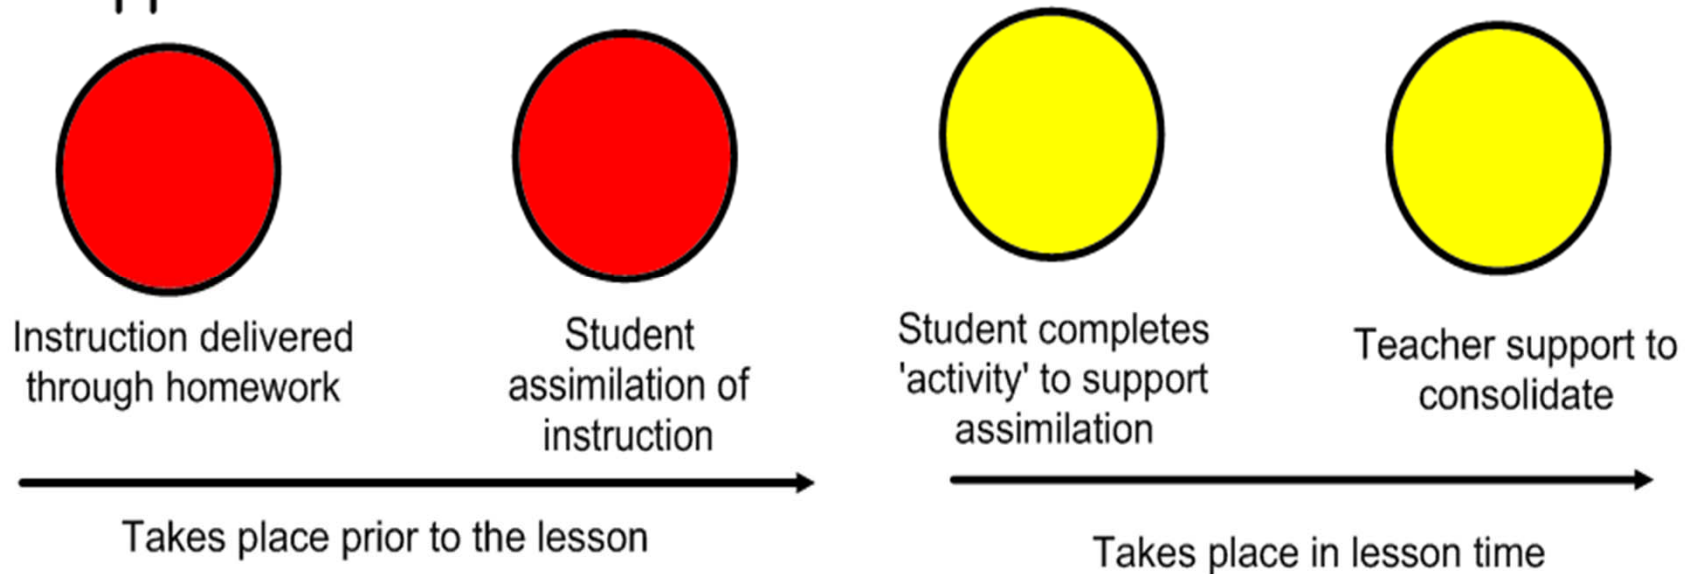 Instruction delivered
through homework
Student
assimilation of
instruction
Student completes
'activity' to support
assimilation
Teacher support to
consolidate
Takes place prior to the lesson
Takes place in lesson time